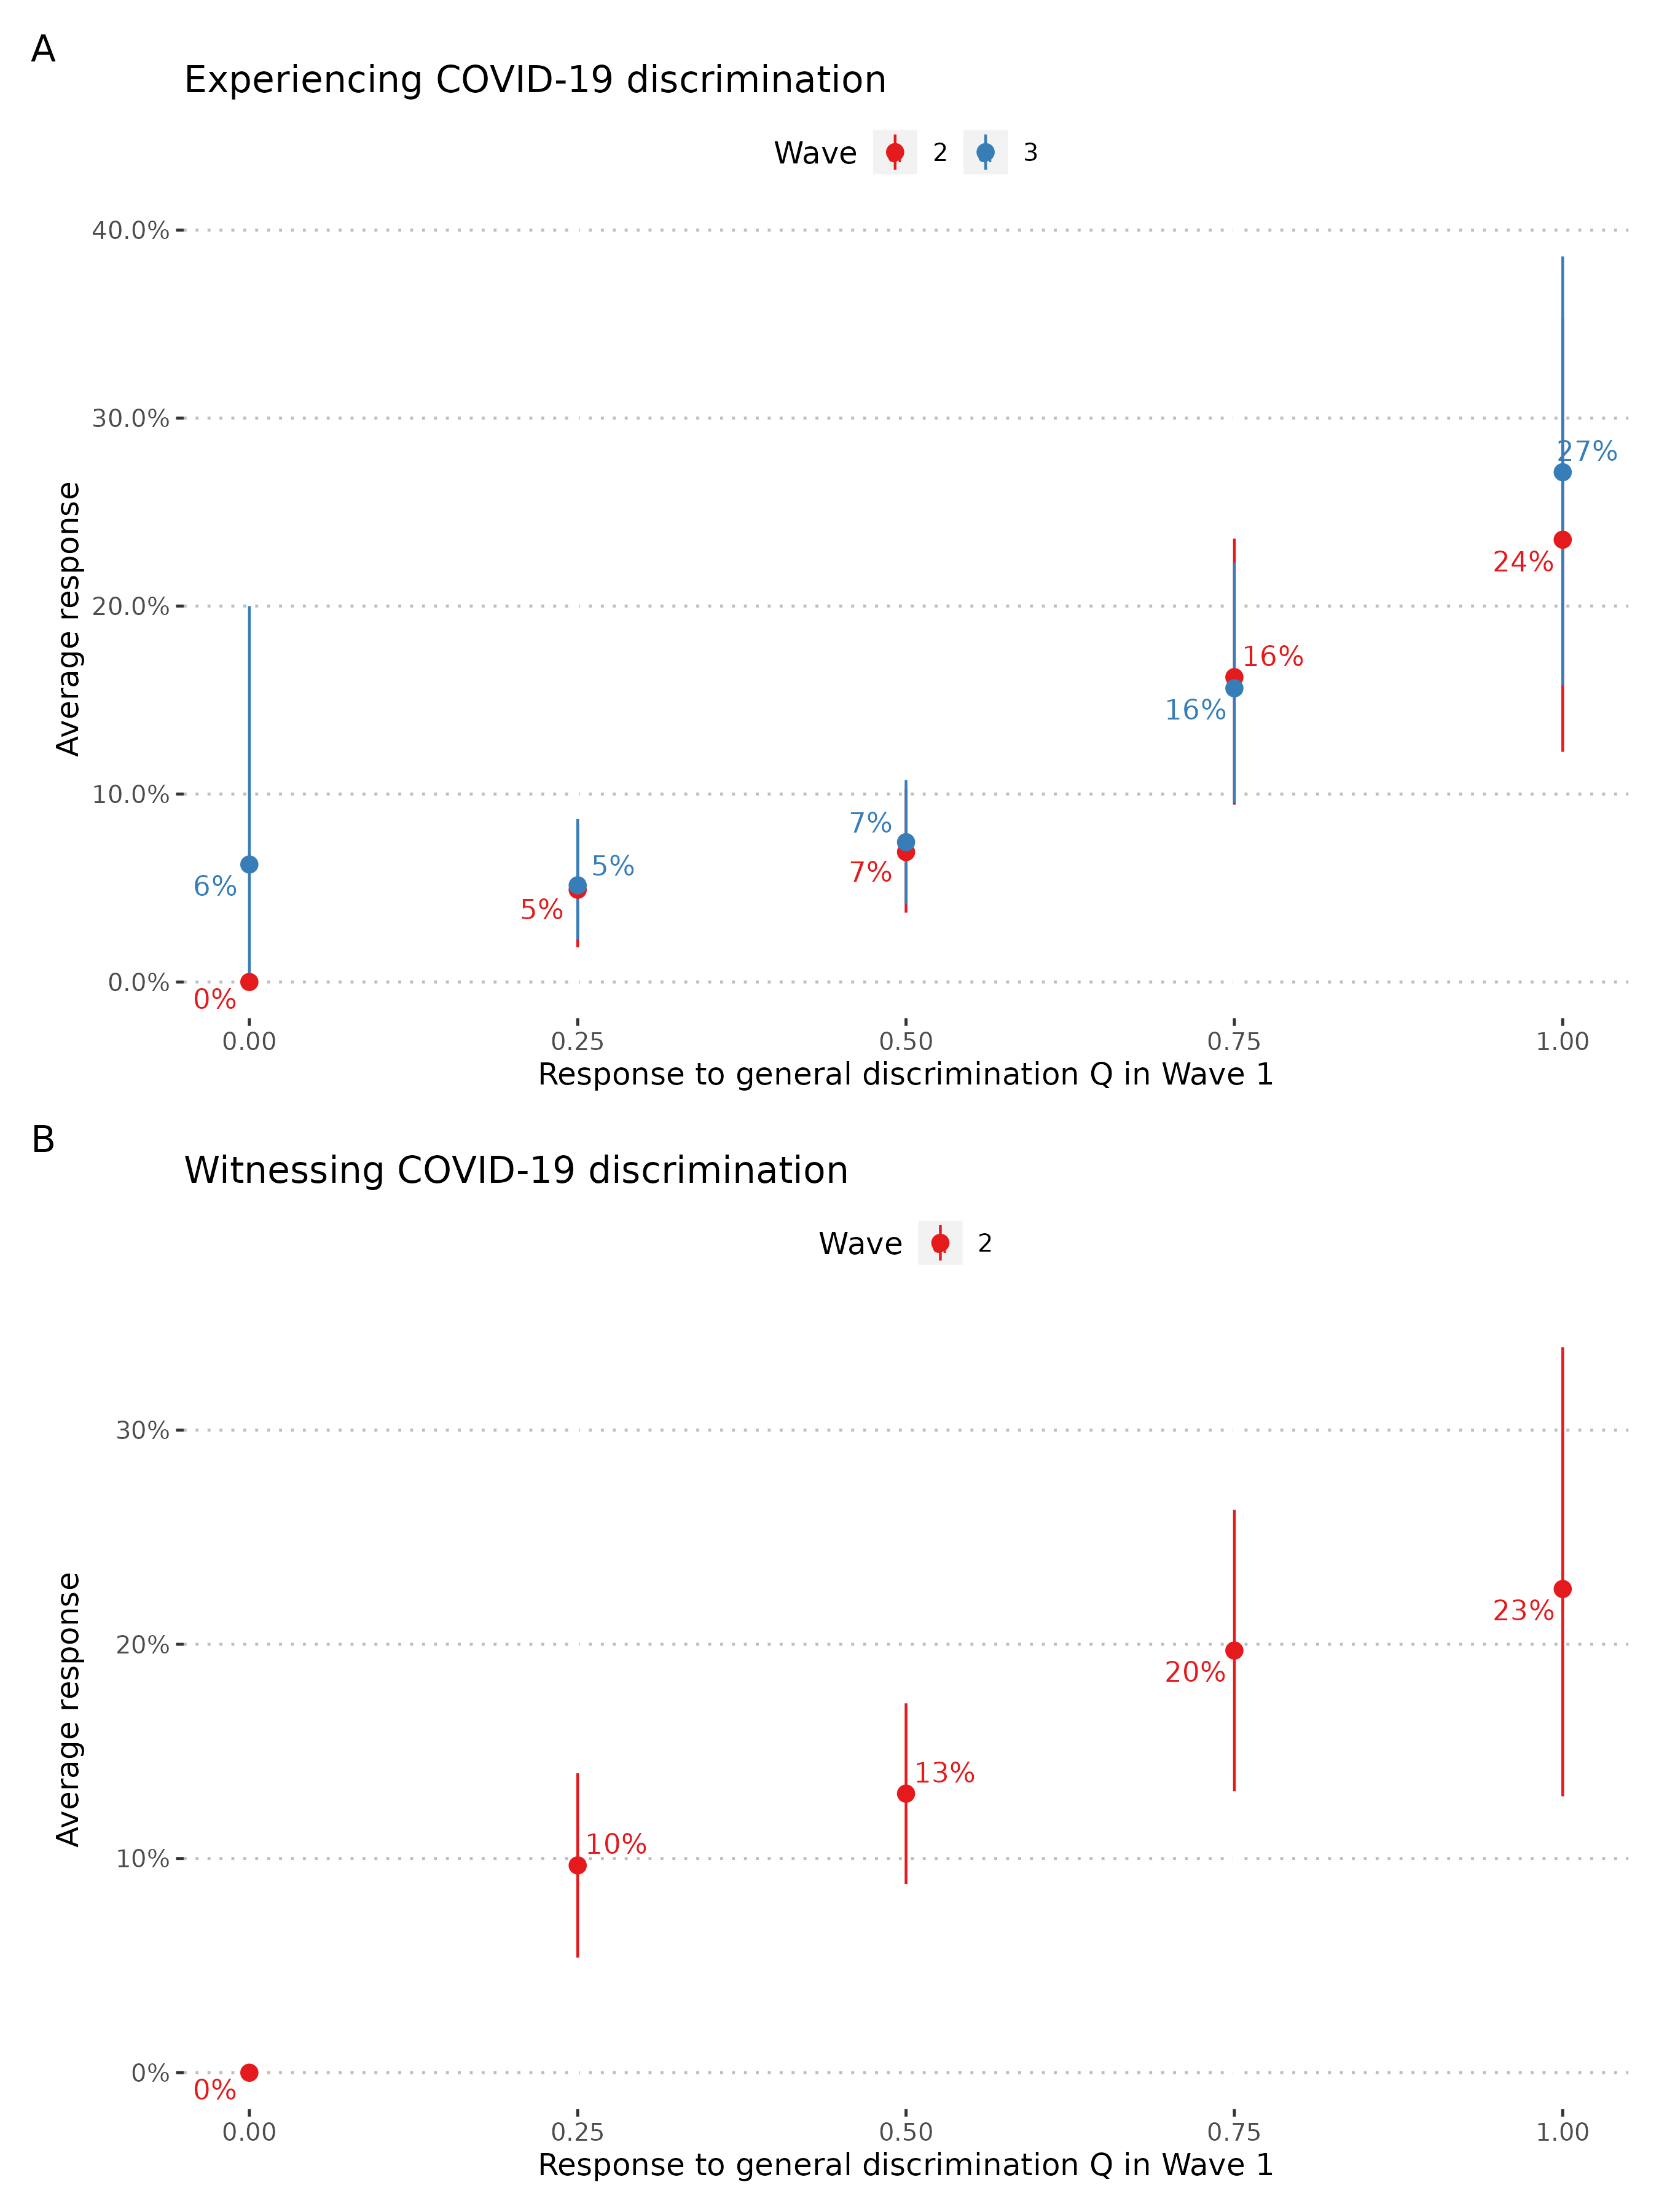 A
Experiencing COVID-19 discrimination
Wave 2 3
40.0%
30.0%
27%
24%
20.0%
16%
16%
10.0%
7%
7%
5%
5%
6%
0.0%
0%
Average response
0.00 0.25 0.50 0.75 1.00
Response to general discrimination Q in Wave 1
B
Witnessing COVID-19 discrimination
Wave 2
30%
23%
20%
20%
13%
10%
10%
0%
0%
Average response
0.00 0.25 0.50 0.75 1.00
Response to general discrimination Q in Wave 1